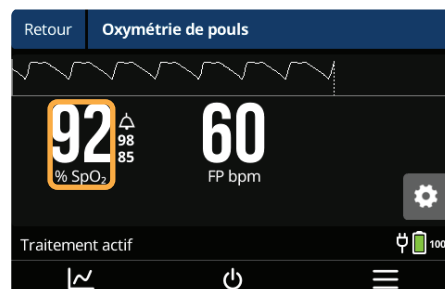 Retour Oxymétrie de pouls
92 98 60
85
% SpO₂ FP bpm
Traitement actif 100